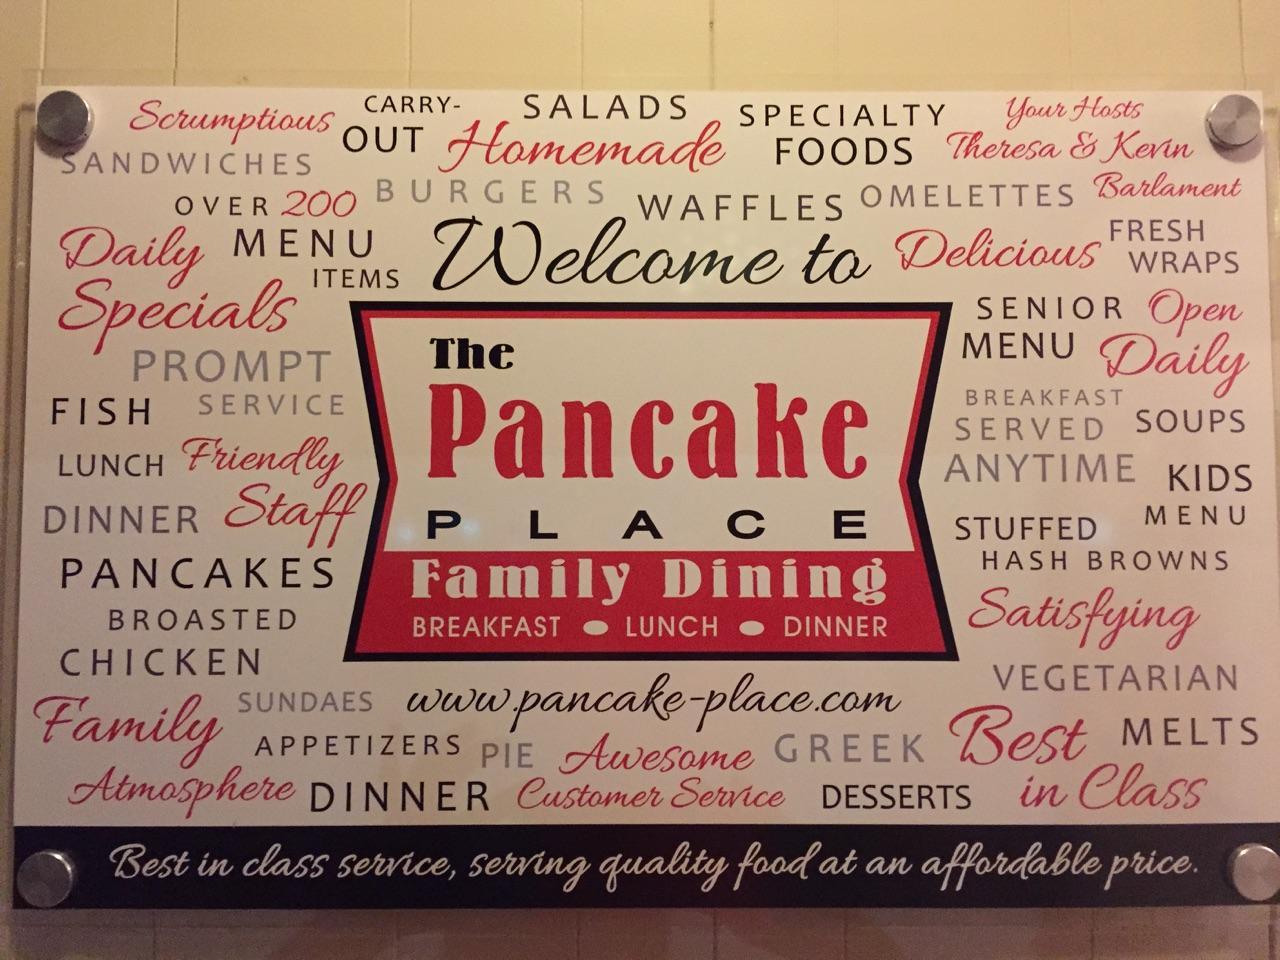 Scrumptious
SANDWICHES
CARRY-
OUT
SALADS
Homemade
SPECIALTY
FOODS
Your Hosts
Theresa & Kevin
Barlament
OVER 200
MENU
ITEMS
BURGERS
WAFFLES
OMELETTES
Daily
Specials
Welcome to
Delicious
FRESH
WRAPS
PROMPT
SERVICE
FISH
LUNCH
Friendly
Staff
DINNER
PANCAKES
BROASTED
CHICKEN
The
Pancake
PLACE
Family Dining
BREAKFAST • LUNCH • DINNER
SENIOR
MENU
Open
Daily
BREAKFAST
SERVED
ANYTIME
SOUPS
KIDS
MENU
STUFFED
HASH BROWNS
Satisfying
VEGETARIAN
Family
Atmosphere
SUNDAES
www.pancake-place.com
APPETIZERS
PIE
Awesome
Customer Service
GREEK
Best
in Class
MELTS
DINNER
DESSERTS
Best in class service, serving quality food at an affordable price.